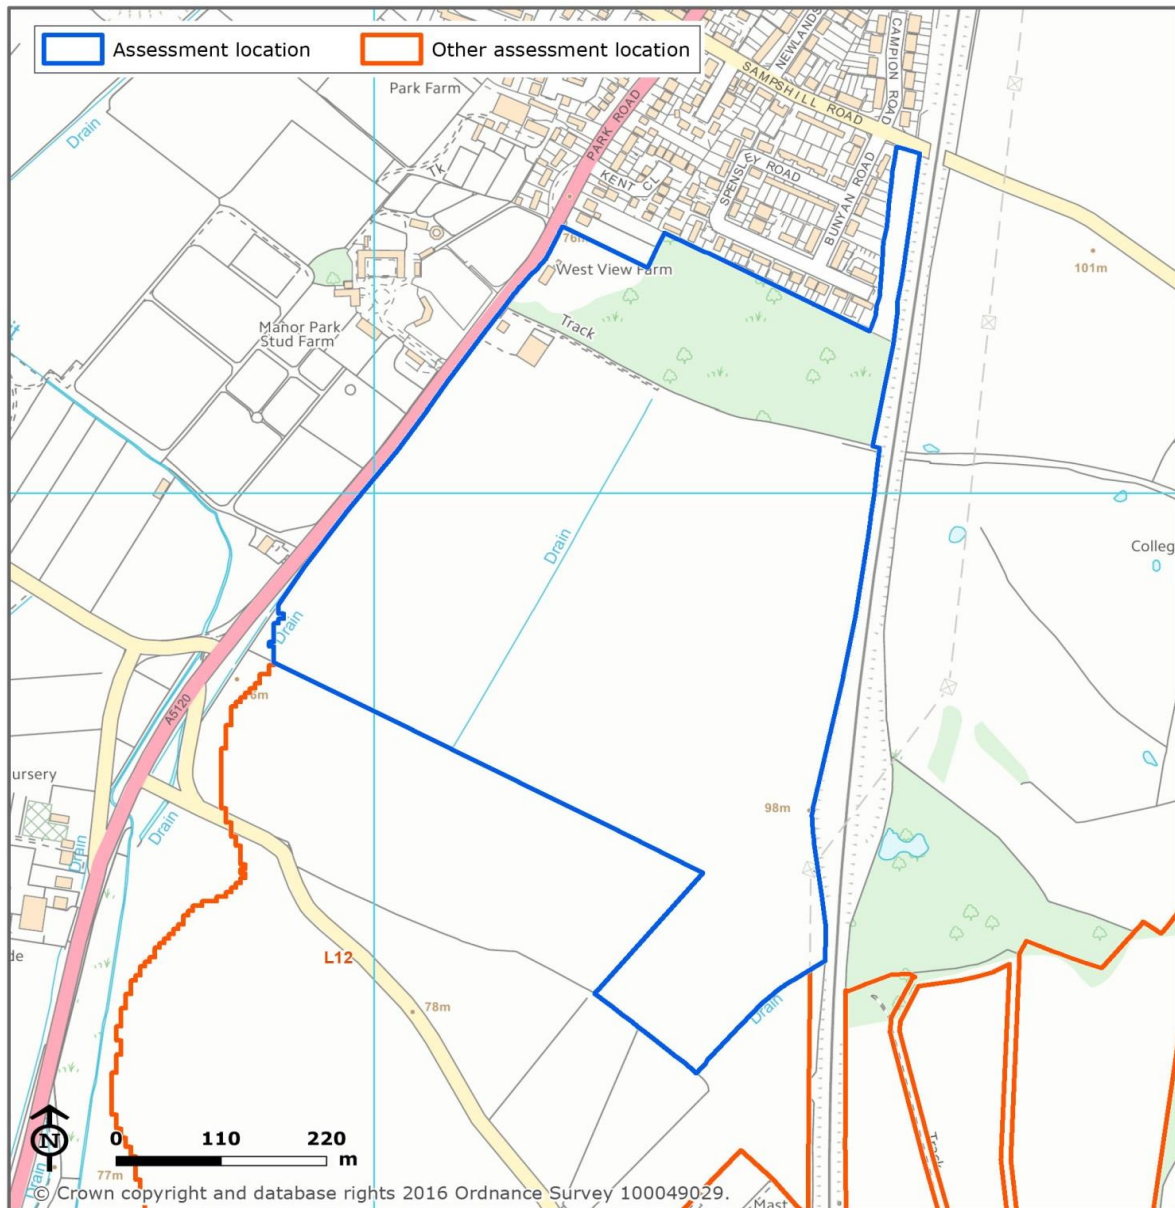 Assessment location
Other assessment location
NEWLANDS
CAMPION ROAD
SAMPSHILL ROAD
Park Farm
PARK ROAD
Drain
Tk
KENT CL
SPENSLEY ROAD
BUNYAN ROAD
76m
West View Farm
101m
Manor Park
Stud Farm
Track
Drain
Colleg
Drain
A5120
ursery
Drain
Drain
98m
L12
78m
Drain
Track
N
0 110 220
m
77m
Drain
Mast
© Crown copyright and database rights 2016 Ordnance Survey 100049029.